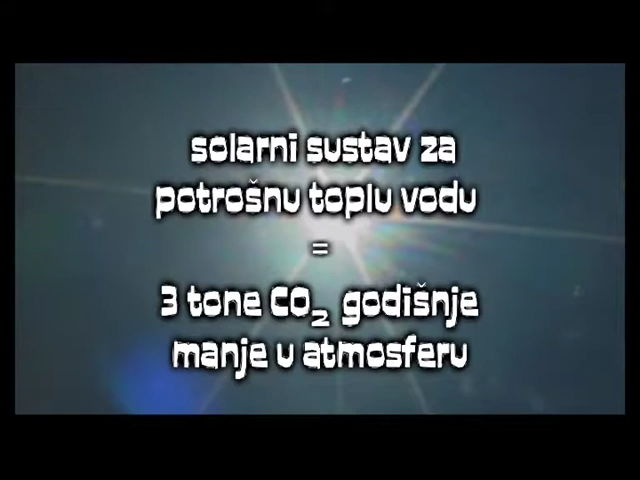 solarni sustav za
potrošnu toplu vodu
=
3 tone CO₂ godišnje
manje u atmosferu